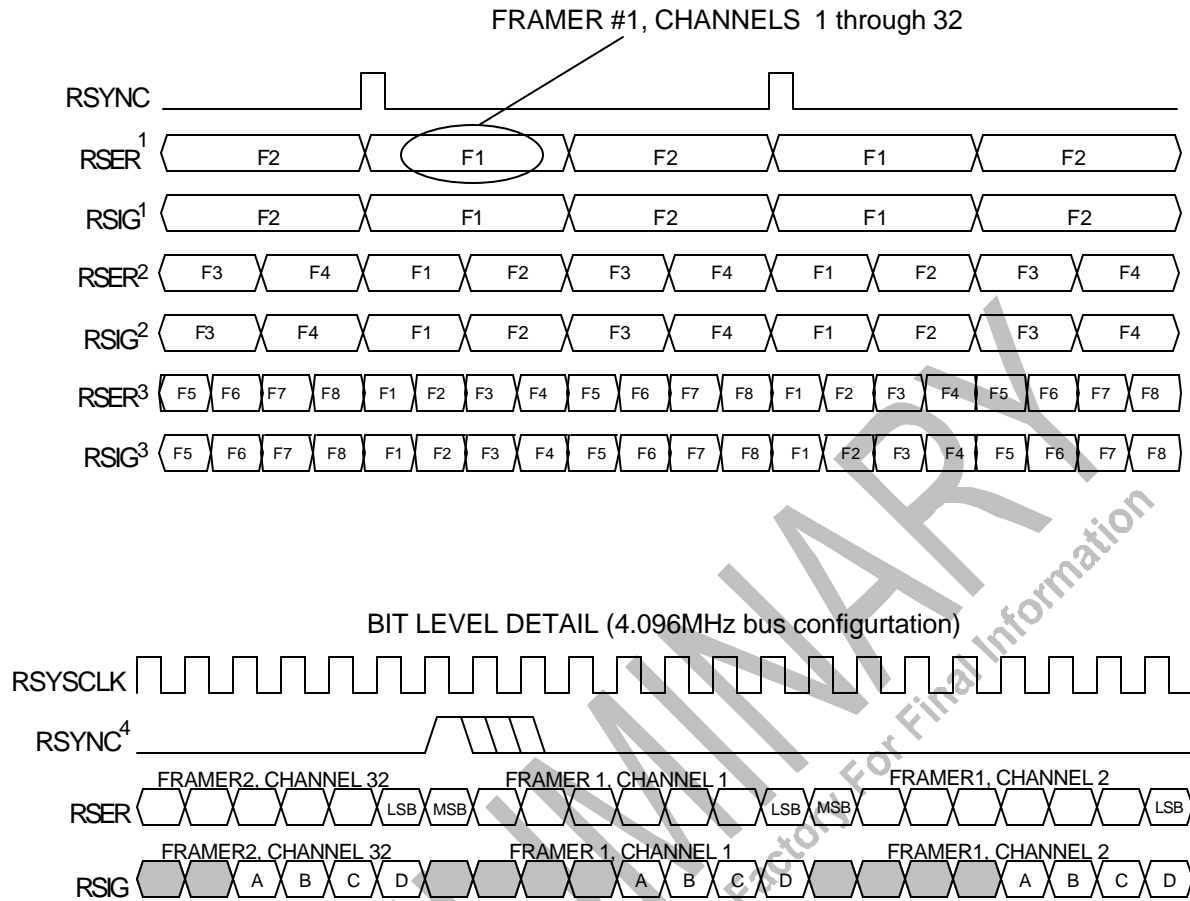 FRAMER #1, CHANNELS 1 through 32
RSYNC
RSER1 F2 F1 F2 F1 F2
RSIG1 F2 F1 F2 F1 F2
RSER2 F3 F4 F1 F2 F3 F4 F1 F2 F3 F4
RSIG2 F3 F4 F1 F2 F3 F4 F1 F2 F3 F4
RSER3 F5 F6 F7 F8 F1 F2 F3 F4 F5 F6 F7 F8 F1 F2 F3 F4 F5 F6 F7 F8
RSIG3 F5 F6 F7 F8 F1 F2 F3 F4 F5 F6 F7 F8 F1 F2 F3 F4 F5 F6 F7 F8
BIT LEVEL DETAIL (4.096MHz bus configurtation)
RSYSCLK
RSYNC4
FRAMER2, CHANNEL 32 FRAMER 1, CHANNEL 1 FRAMER1, CHANNEL 2
RSER LSB MSB LSB MSB LSB
FRAMER2, CHANNEL 32 FRAMER 1, CHANNEL 1 FRAMER1, CHANNEL 2
RSIG A B C D A B C D A B C D
MINARY
Factory For Final Information